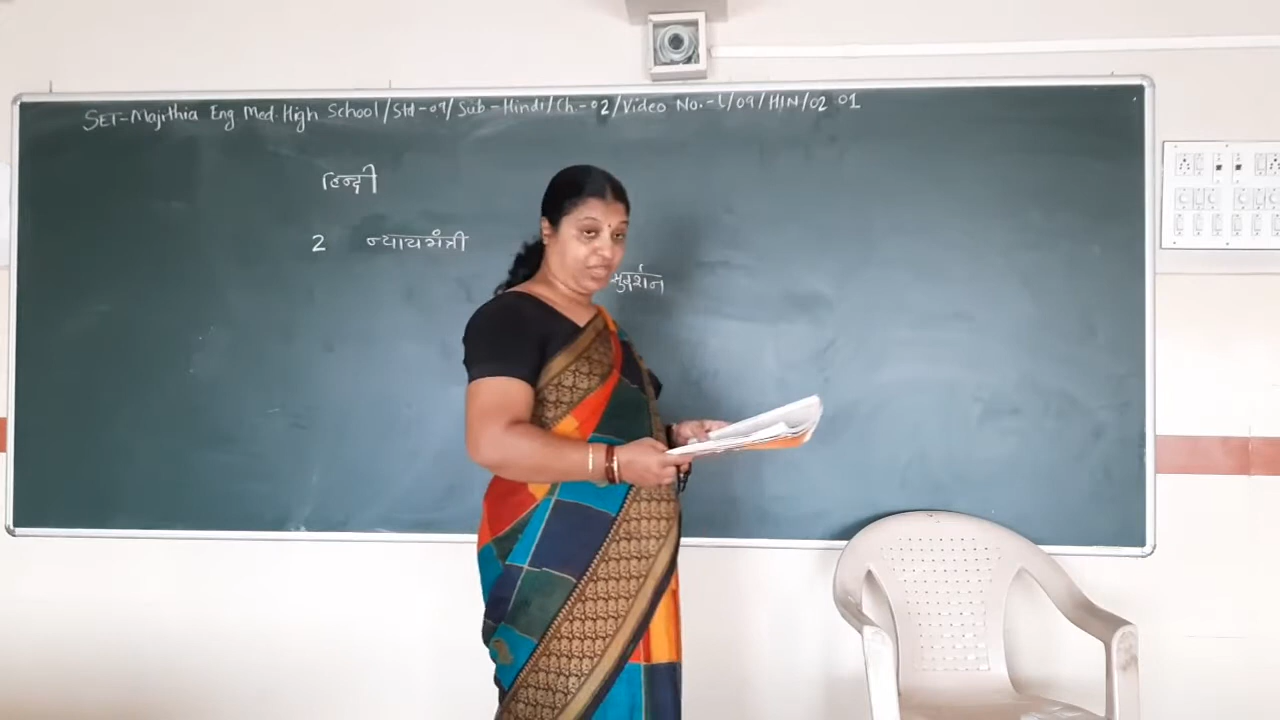 SET-Majithia Eng Med. High School/Std-09/Sub-Hindi/Ch.-02/Video No.-L/09/HIN/02 01
हिन्दी
2 न्यायमंत्री
सुदर्शन